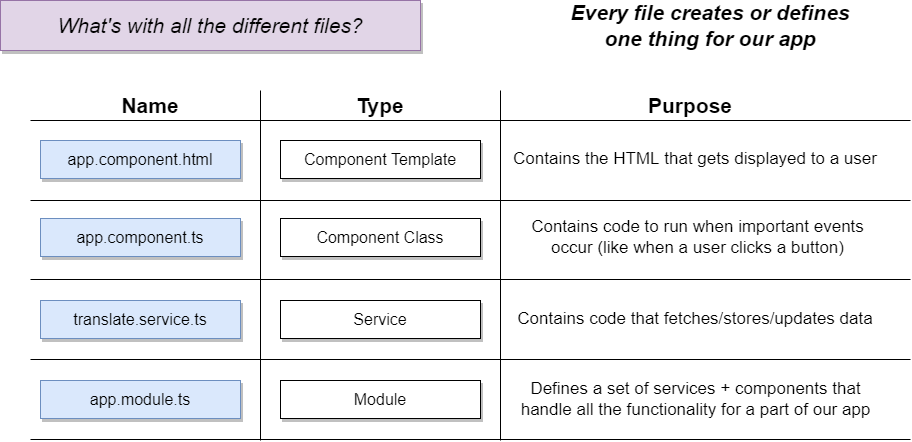 What's with all the different files?
Every file creates or defines
one thing for our app
Name
Type
Purpose
app.component.html
Component Template
Contains the HTML that gets displayed to a user
app.component.ts
Component Class
Contains code to run when important events
occur (like when a user clicks a button)
translate.service.ts
Service
Contains code that fetches/stores/updates data
app.module.ts
Module
Defines a set of services + components that
handle all the functionality for a part of our app